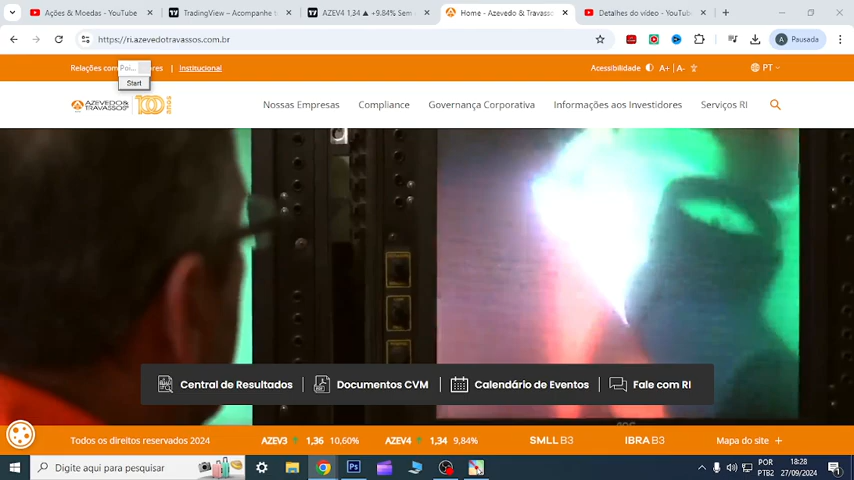 Ações & Moedas - YouTube
TradingView – Acompanhe t
AZEV4 1,34 ▲ +9.84% Sem
Home - Azevedo & Travasso
Detalhes do vídeo - YouTub
https://ri.azevedotravassos.com.br
A Pausada
Relações com
Poi...
res | Institucional
Acessibilidade A+ A-
PT
Start
AZEVEDO & TRAVASSOS 100 anos
Nossas Empresas Compliance Governança Corporativa Informações aos Investidores Serviços RI
Central de Resultados | Documentos CVM | Calendário de Eventos | Fale com RI
Todos os direitos reservados 2024 AZEV3 1,36 10,60% AZEV4 1,34 9,84% SMLL B3 IBRA B3 Mapa do site +
Digite aqui para pesquisar
POR
PTB2
18:28
27/09/2024